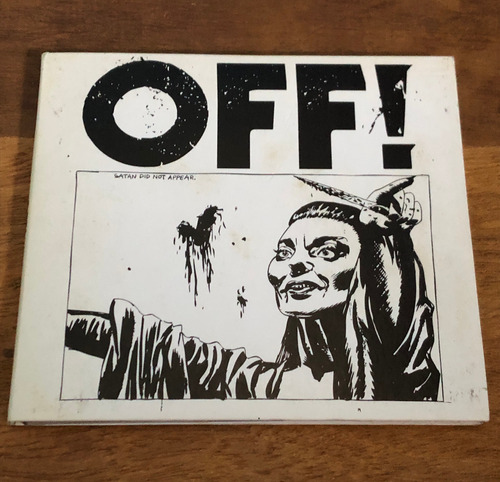 OFF!
SATAN DID NOT APPEAR.